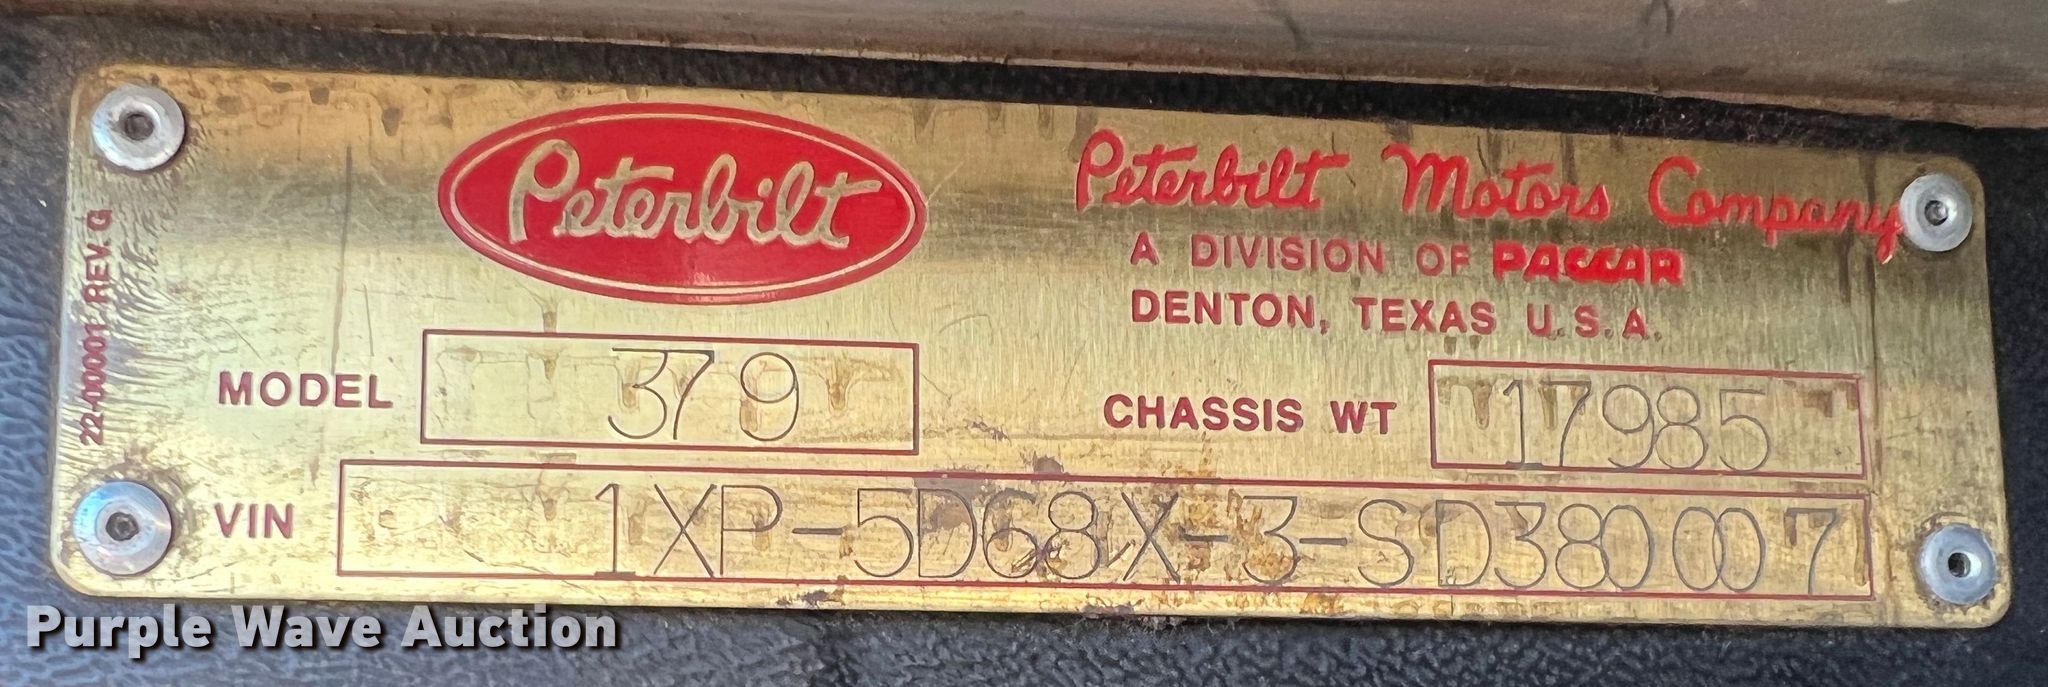 Peterbilt
Peterbilt Motors Company
A DIVISION OF PACCAR
DENTON, TEXAS U.S.A.
22-00001 REV. G
MODEL 379
CHASSIS WT 17985
VIN 1XP-5D68X-3-SD380007
Purple Wave Auction